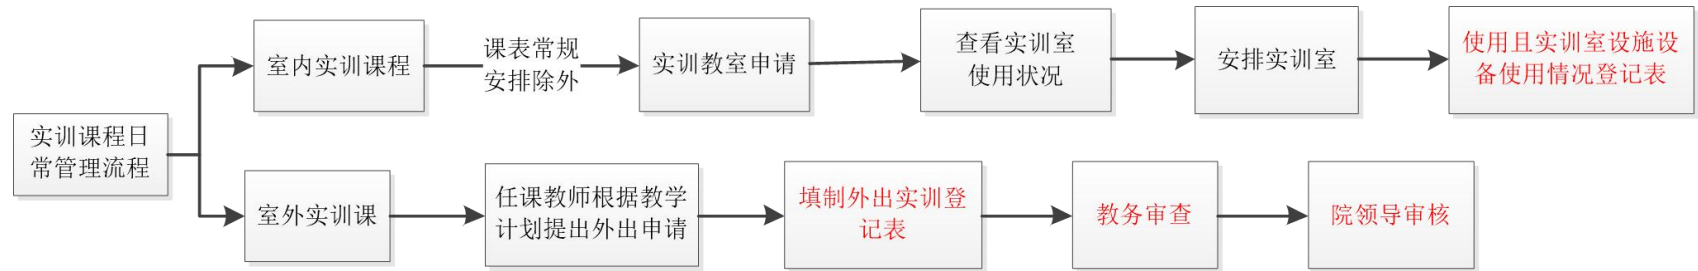 室内实训课程
课表常规
安排除外
实训教室申请
查看实训室
使用状况
安排实训室
使用且实训室设施设
备使用情况登记表
实训课程日
常管理流程
室外实训课
任课教师根据教学
计划提出外出申请
填制外出实训登
记表
教务审查
院领导审核